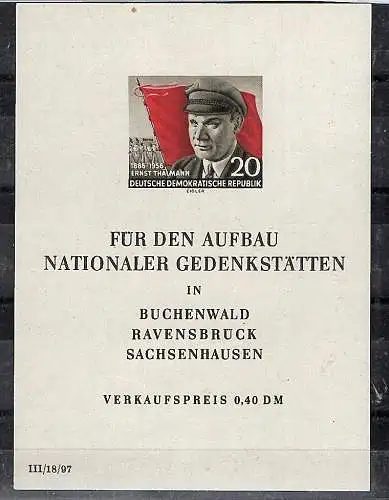 1886-1956
ERNST THÄLMANN
20
DEUTSCHE DEMOKRATISCHE REPUBLIK
EIGLER
FÜR DEN AUFBAU
NATIONALER GEDENKSTÄTTEN
IN
BUCHENWALD
RAVENSBRÜCK
SACHSENHAUSEN
VERKAUFSPREIS 0,40 DM
III/18/97